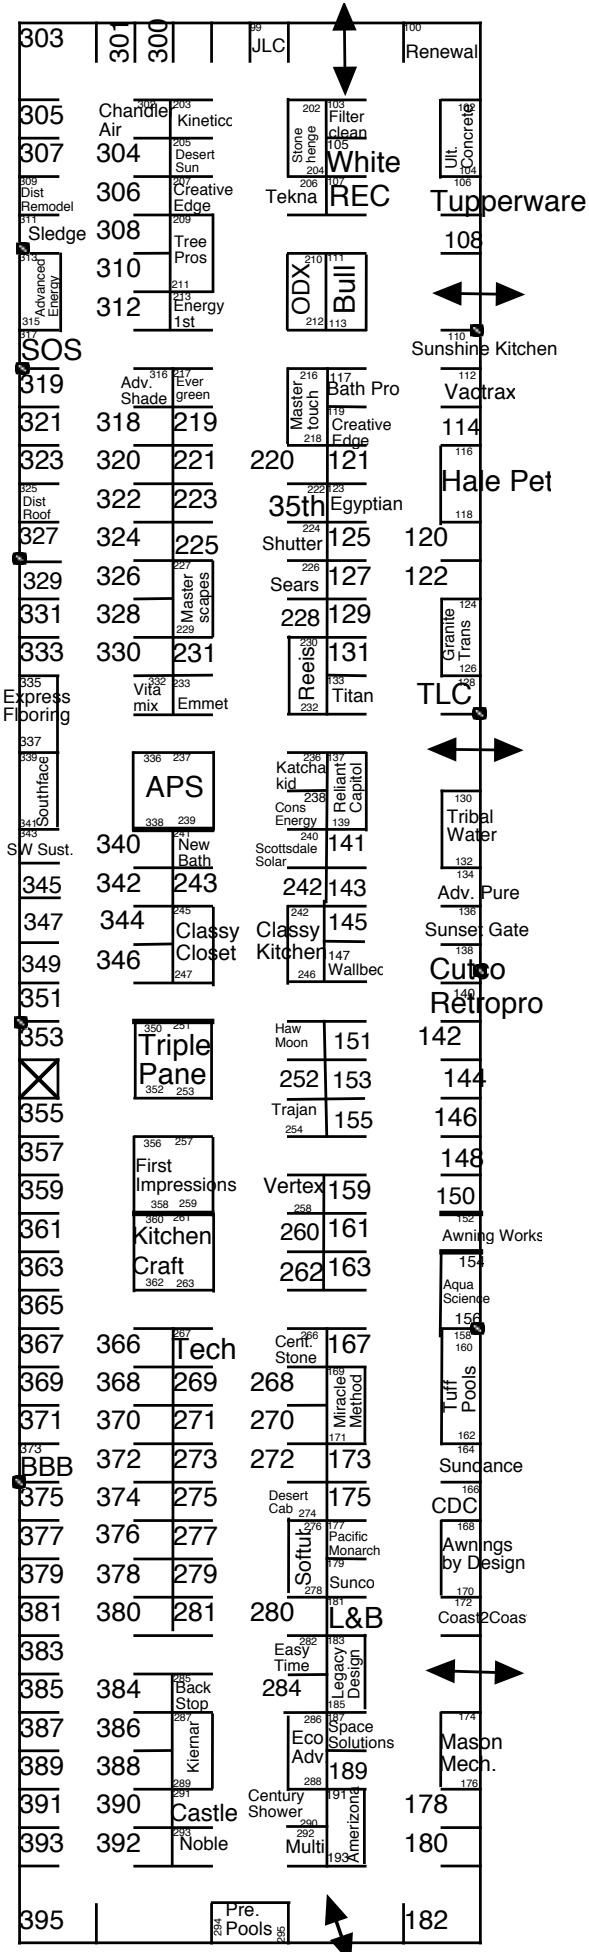 303
301
300
99
JLC
100
Renewal
305
Chandle
Air
302
203
Kinetico
202
Stone
henge
204
103
Filter
clean
102
Ult.
Concrete
104
307
304
205
Desert
Sun
105
White
309
Dist
Remodel
306
207
Creative
Edge
206
Tekna
107
REC
106
Tupperware
311
Sledge
308
209
Tree
Pros
211
108
313
Advanced
Energy
315
310
210
ODX
212
111
Bull
113
312
213
Energy
1st
317
SOS
110
Sunshine Kitchen
319
316
Adv.
Shade
217
Ever
green
216
Master
touch
218
117
Bath Pro
112
Vactrax
321
318
219
119
Creative
Edge
114
323
320
221
220
121
116
Hale Pet
118
325
Dist
Roof
322
223
222
35th
123
Egyptian
327
324
225
224
Shutter
125
120
329
326
227
Master
scapes
229
226
Sears
127
122
331
328
228
129
124
Granite
Trans
126
333
330
231
230
Reeis
232
131
335
Express
Flooring
337
332
Vita
mix
233
Emmet
133
Titan
128
TLC
339
Southface
341
336
237
APS
338
239
236
Katcha
kid
137
Reliant
Capitol
139
238
Cons
Energy
130
Tribal
Water
132
343
SW Sust.
340
241
New
Bath
240
Scottsdale
Solar
141
345
342
243
242
143
134
Adv. Pure
347
344
245
Classy
Closet
247
242
Classy
Kitchen
246
145
136
Sunset Gate
349
346
147
Wallbec
138
Cutco
351
140
Retropro
353
350
251
Triple
Pane
352
253
Haw
Moon
151
142
252
153
144
355
Trajan
254
155
146
357
356
257
First
Impressions
358
259
148
359
Vertex
258
159
150
361
360
261
Kitchen
Craft
362
263
260
161
152
Awning Works
363
262
163
154
Aqua
Science
156
365
367
366
267
Tech
266
Cent.
Stone
167
158
160
Tuff
Pools
162
369
368
269
268
169
Miracle
Method
171
371
370
271
270
373
BBB
372
273
272
173
164
Sundance
375
374
275
Desert
Cab
274
175
166
CDC
377
376
277
276
Softub
278
177
Pacific
Monarch
168
Awnings
by Design
170
379
378
279
179
Sunco
381
380
281
280
181
L&B
172
Coast2Coas
383
282
Easy
Time
183
Legacy
Design
185
385
384
285
Back
Stop
284
387
386
287
Kiernar
289
286
Eco
Adv
288
187
Space
Solutions
174
Mason
Mech.
176
389
388
189
391
390
291
Castle
Century
Shower
290
191
Amerizona
193
178
393
392
293
Noble
292
Multi
180
395
294
Pre.
Pools
295
182